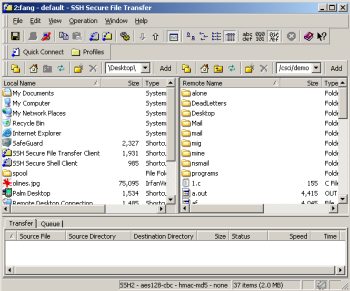 2:fang - default - SSH Secure File Transfer
File Edit View Operation Window Help
Quick Connect Profiles
\Desktop\ Add /csci/demo Add
Local Name / Size Type Remote Name / Size Type
My Documents System
My Computer System
My Network Places System
Recycle Bin System
Internet Explorer System
SafeGuard 2,327 Shortc
SSH Secure File Transfer Client 1,931 Shortc
SSH Secure Shell Client 985 Shortc
spool File Fol
olines.jpg 75,095 IrfanVi
Palm Desktop 1,534 Shortc
Remote Desktop Connection 1,485 Shortc
alone Folde
DeadLetters Folde
Desktop Folde
Mail Folde
mail Folde
mig Folde
mine Folde
nsmail Folde
programs Folde
1.c 155 C File
a.out 4,415 OUT
af 4,045 File
Transfer Queue
/ Source File Source Directory Destination Directory Size Status Speed Time
SSH2 - aes128-cbc - hmac-md5 - none 37 items (2.0 MB)